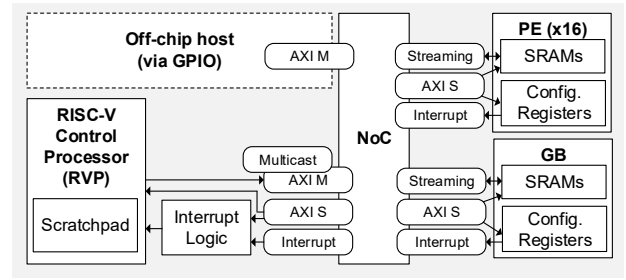 Off-chip host
(via GPIO)
AXI M
RISC-V
Control
Processor
(RVP)
Scratchpad
Interrupt
Logic
Multicast
AXI M
AXI S
Interrupt
NoC
Streaming
AXI S
Interrupt
PE (x16)
SRAMs
Config.
Registers
Streaming
AXI S
Interrupt
GB
SRAMs
Config.
Registers